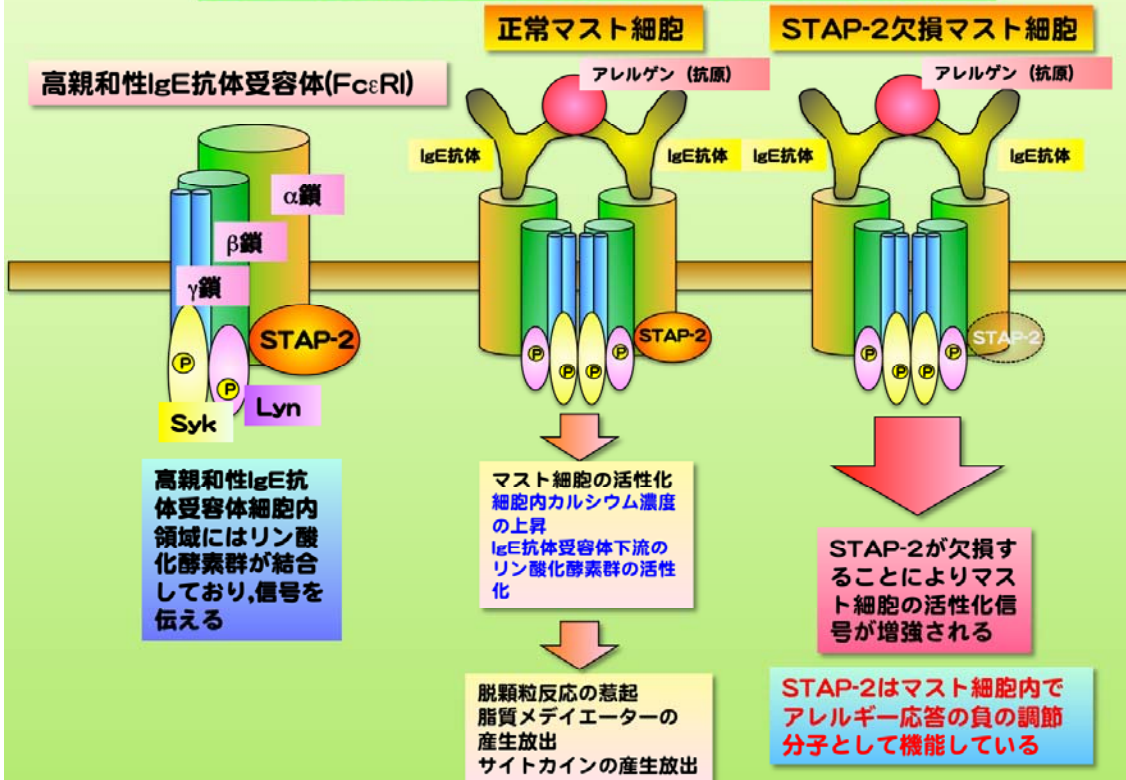 正常マスト細胞
STAP-2欠損マスト細胞
高親和性IgE抗体受容体(FcεRI)
アレルゲン（抗原）
アレルゲン（抗原）
IgE抗体
IgE抗体
IgE抗体
IgE抗体
α鎖
β鎖
γ鎖
STAP-2
STAP-2
STAP-2
P
P
P
P
P
P
P
P
P
P
Lyn
Syk
高親和性IgE抗
体受容体細胞内
領域にはリン酸
化酵素群が結合
しており,信号を
伝える
マスト細胞の活性化
細胞内カルシウム濃度
の上昇
IgE抗体受容体下流の
リン酸化酵素群の活性
化
脱顆粒反応の惹起
脂質メデイエーターの
産生放出
サイトカインの産生放出
STAP-2が欠損す
ることによりマス
ト細胞の活性化信
号が増強される
STAP-2はマスト細胞内で
アレルギー応答の負の調節
分子として機能している